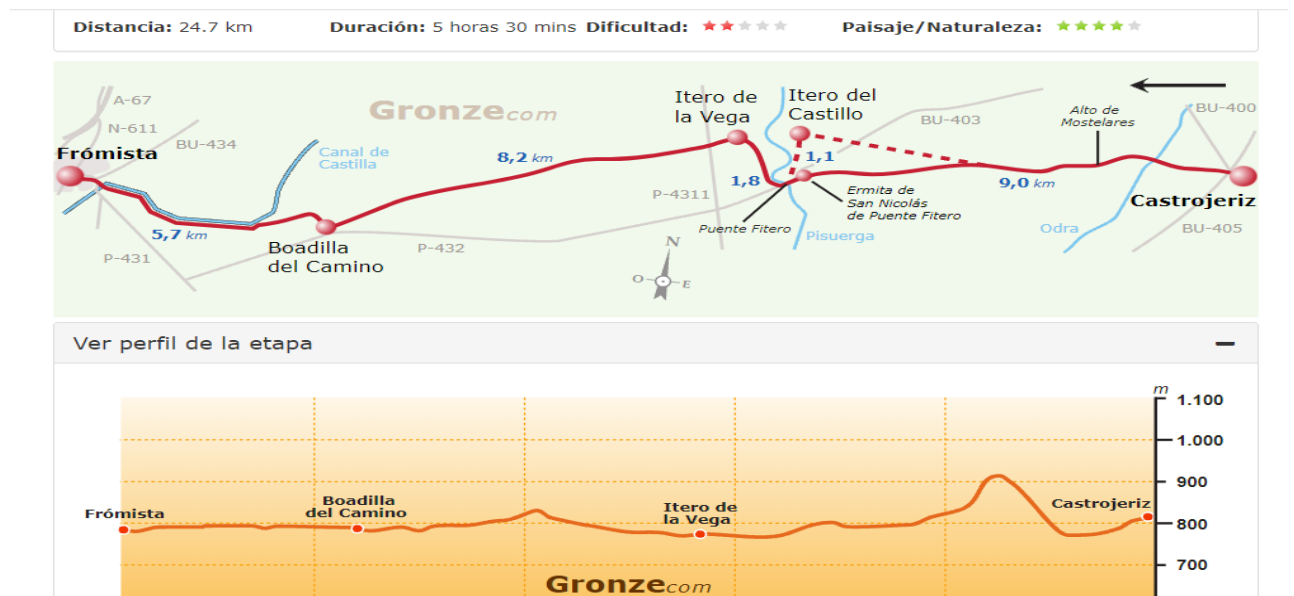 Distancia: 24.7 km
Duración: 5 horas 30 mins
Dificultad:
Paisaje/Naturaleza:
A-67
N-611
BU-434
Frómista
Gronze.com
Canal de
Castilla
8,2 km
5,7 km
P-431
Boadilla
del Camino
P-432
Itero de
la Vega
Itero del
Castillo
1,1
1,8
P-4311
Puente Fitero
Pisuerga
Ermita de
San Nicolás
de Puente Fitero
BU-403
Alto de
Mostelares
9,0 km
Odra
BU-400
Castrojeriz
BU-405
N
O
E
Ver perfil de la etapa
m
1.100
1.000
900
800
700
Frómista
Boadilla
del Camino
Itero de
la Vega
Castrojeriz
Gronze.com